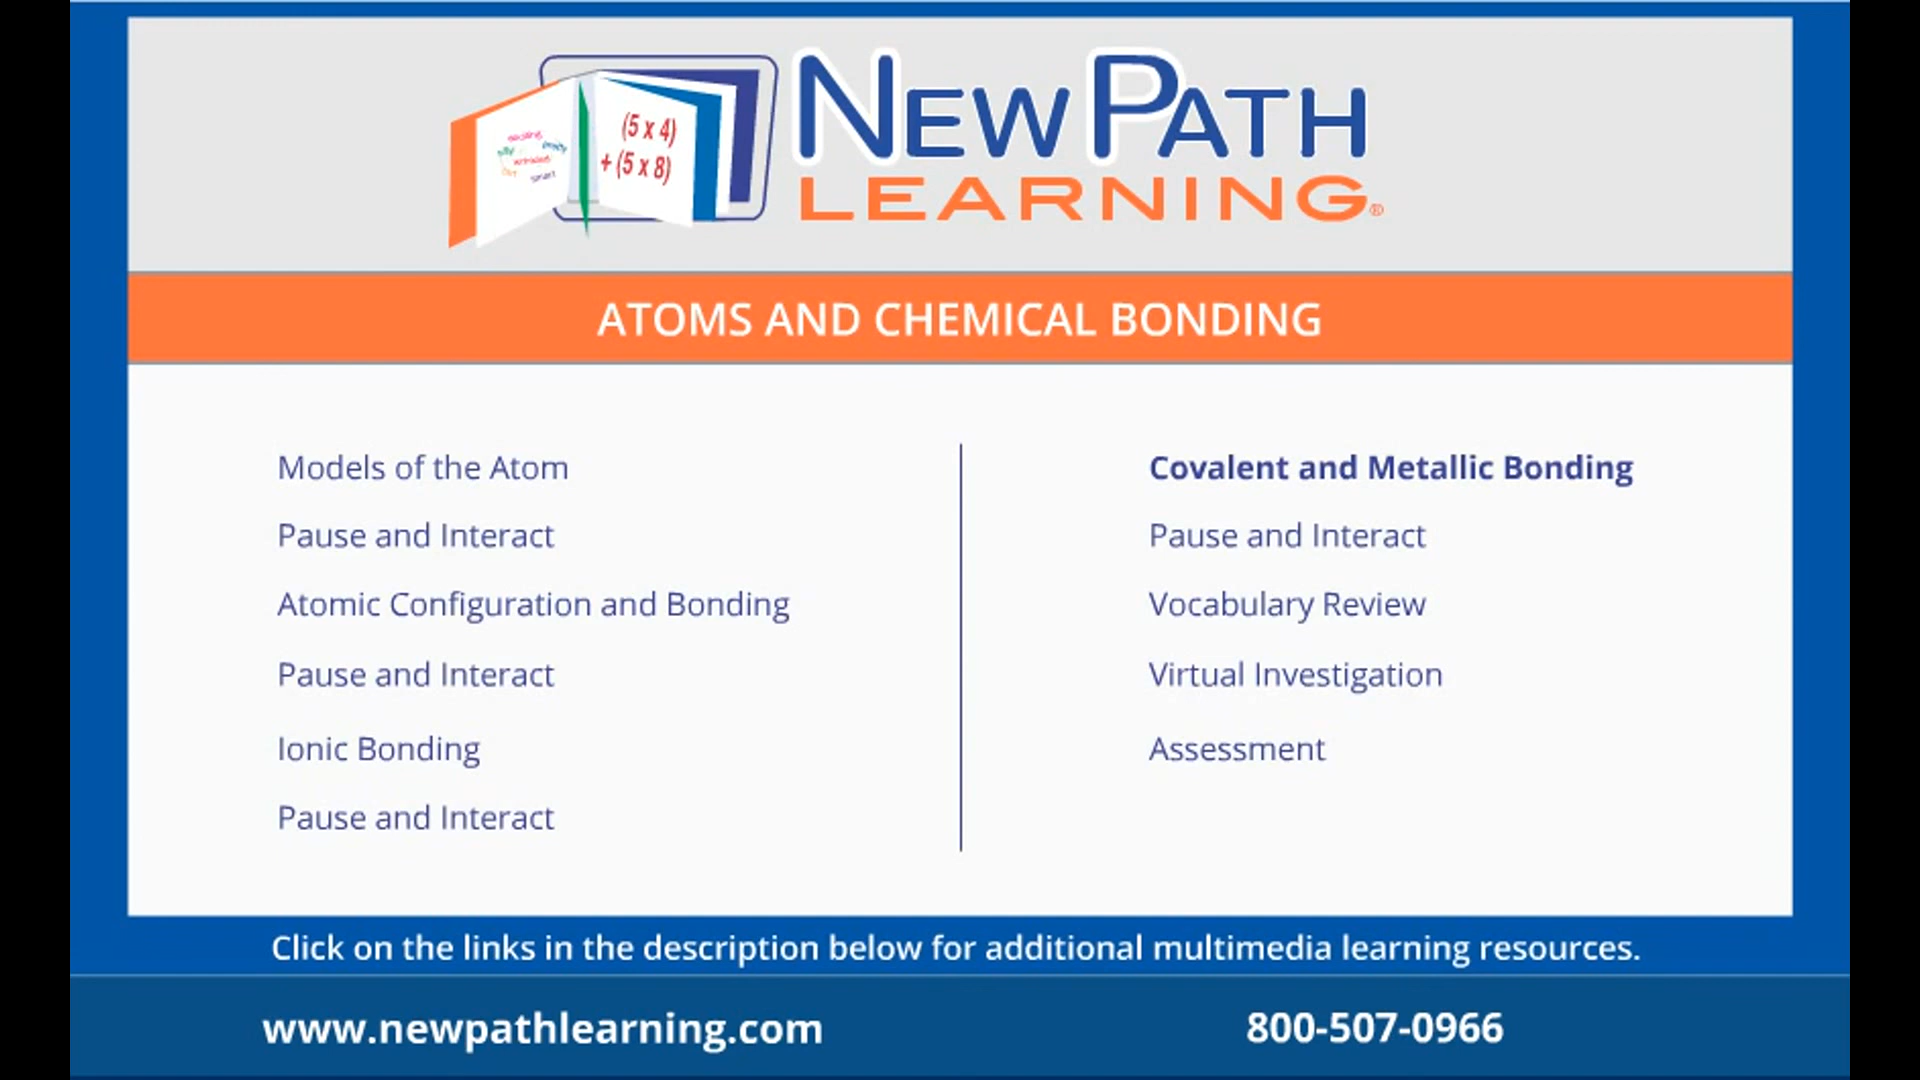 (5 x 4)
+ (5 x 8)
NEW PATH
LEARNING®
ATOMS AND CHEMICAL BONDING
Models of the Atom
Pause and Interact
Atomic Configuration and Bonding
Pause and Interact
Ionic Bonding
Pause and Interact
Covalent and Metallic Bonding
Pause and Interact
Vocabulary Review
Virtual Investigation
Assessment
Click on the links in the description below for additional multimedia learning resources.
www.newpathlearning.com
800-507-0966